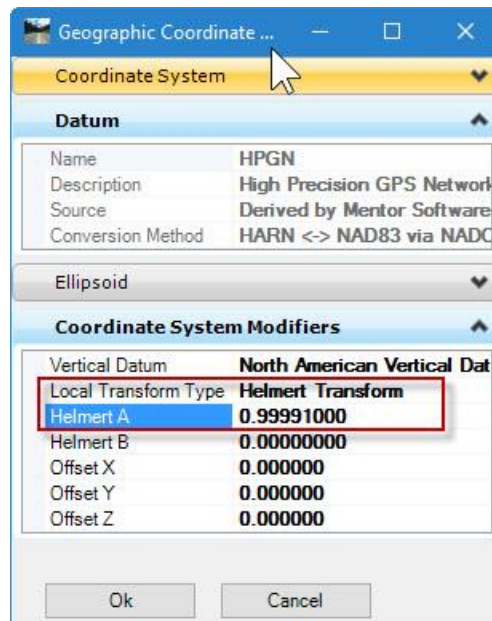 Geographic Coordinate ...
Coordinate System
Datum
Name HPGN
Description High Precision GPS Network
Source Derived by Mentor Software
Conversion Method HARN <-> NAD83 via NADC
Ellipsoid
Coordinate System Modifiers
Vertical Datum North American Vertical Dat
Local Transform Type Helmert Transform
Helmert A 0.99991000
Helmert B 0.00000000
Offset X 0.000000
Offset Y 0.000000
Offset Z 0.000000
Ok Cancel